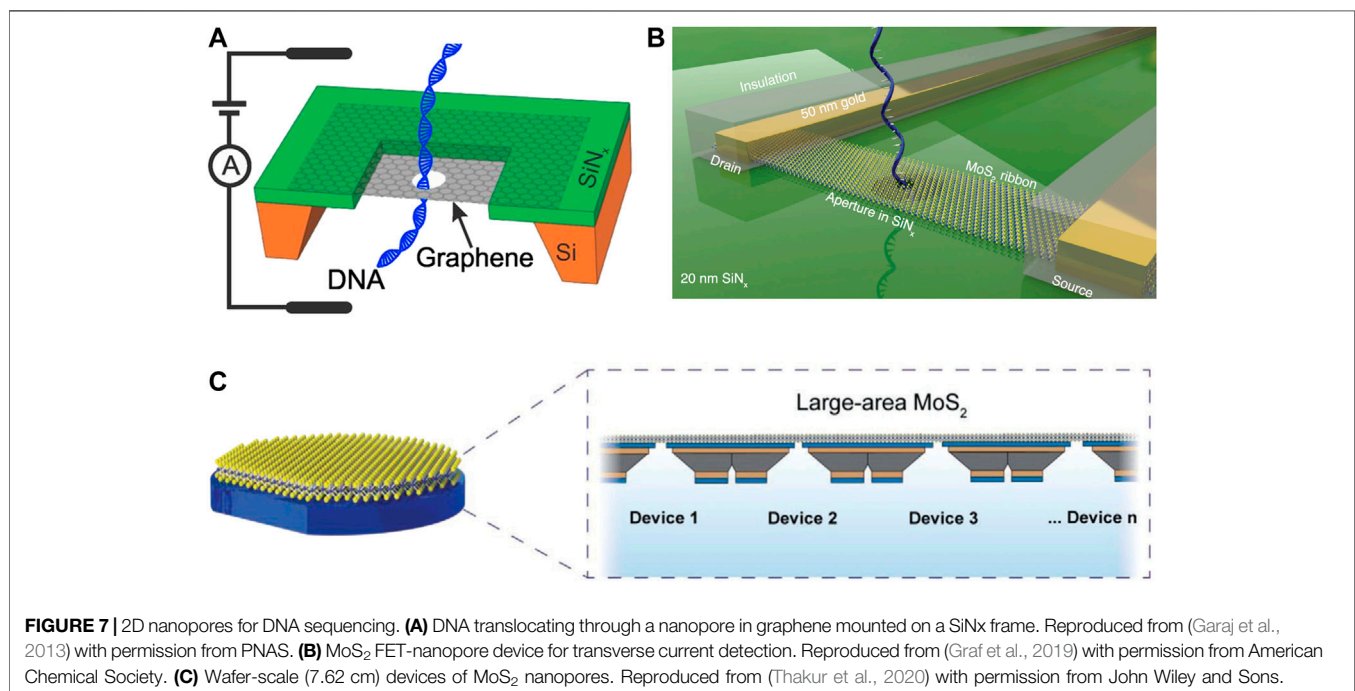 A
A
SiNₓ
Si
Graphene
DNA
B
Insulation
50 nm gold
Drain
MoS₂ ribbon
Aperture in SiNₓ
20 nm SiNₓ
Source
C
Large-area MoS₂
Device 1 Device 2 Device 3 ... Device n
FIGURE 7 | 2D nanopores for DNA sequencing. (A) DNA translocating through a nanopore in graphene mounted on a SiNx frame. Reproduced from (Garaj et al.,
2013) with permission from PNAS. (B) MoS₂ FET-nanopore device for transverse current detection. Reproduced from (Graf et al., 2019) with permission from American
Chemical Society. (C) Wafer-scale (7.62 cm) devices of MoS₂ nanopores. Reproduced from (Thakur et al., 2020) with permission from John Wiley and Sons.